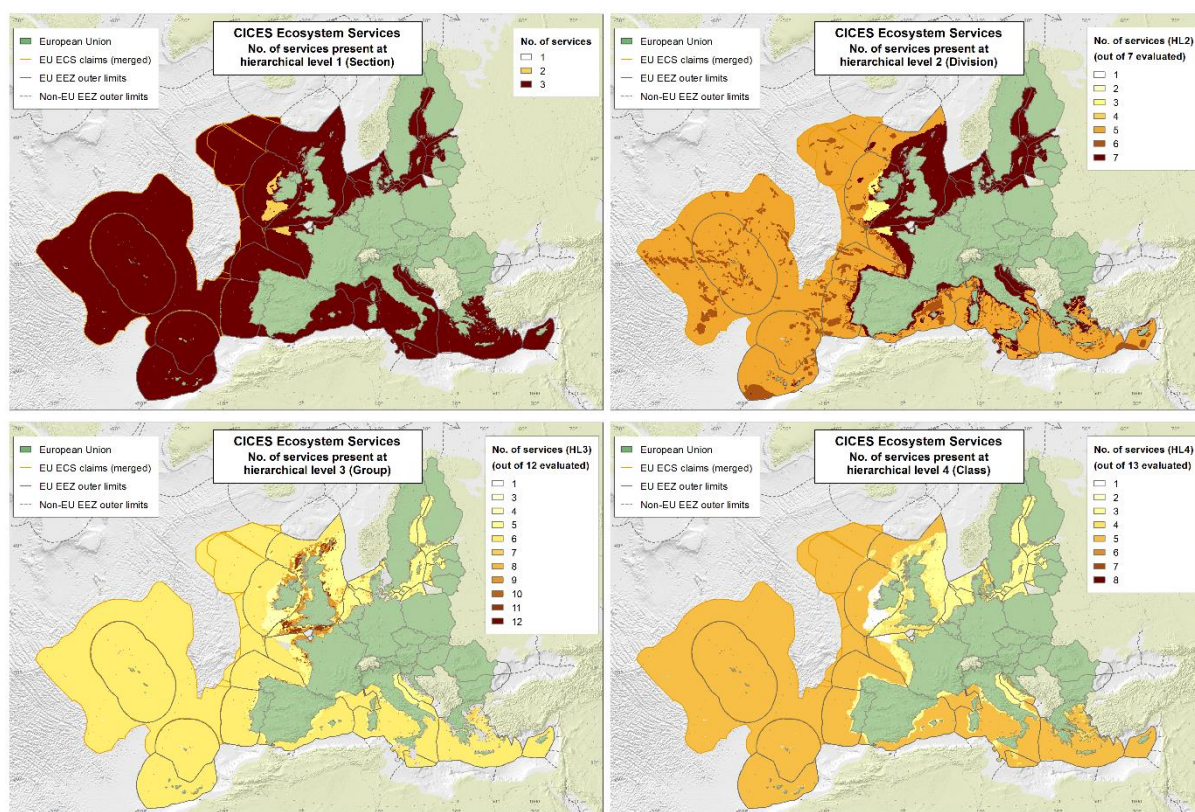 CICES Ecosystem Services
No. of services present at
hierarchical level 1 (Section)
European Union
EU ECS claims (merged)
EU EEZ outer limits
Non-EU EEZ outer limits
No. of services
1
2
3
CICES Ecosystem Services
No. of services present at
hierarchical level 2 (Division)
European Union
EU ECS claims (merged)
EU EEZ outer limits
Non-EU EEZ outer limits
No. of services (HL2)
(out of 7 evaluated)
1
2
3
4
5
6
7
CICES Ecosystem Services
No. of services present at
hierarchical level 3 (Group)
European Union
EU ECS claims (merged)
EU EEZ outer limits
Non-EU EEZ outer limits
No. of services (HL3)
(out of 12 evaluated)
1
3
4
5
6
7
8
9
10
11
12
CICES Ecosystem Services
No. of services present at
hierarchical level 4 (Class)
European Union
EU ECS claims (merged)
EU EEZ outer limits
Non-EU EEZ outer limits
No. of services (HL4)
(out of 13 evaluated)
1
2
3
4
5
6
7
8